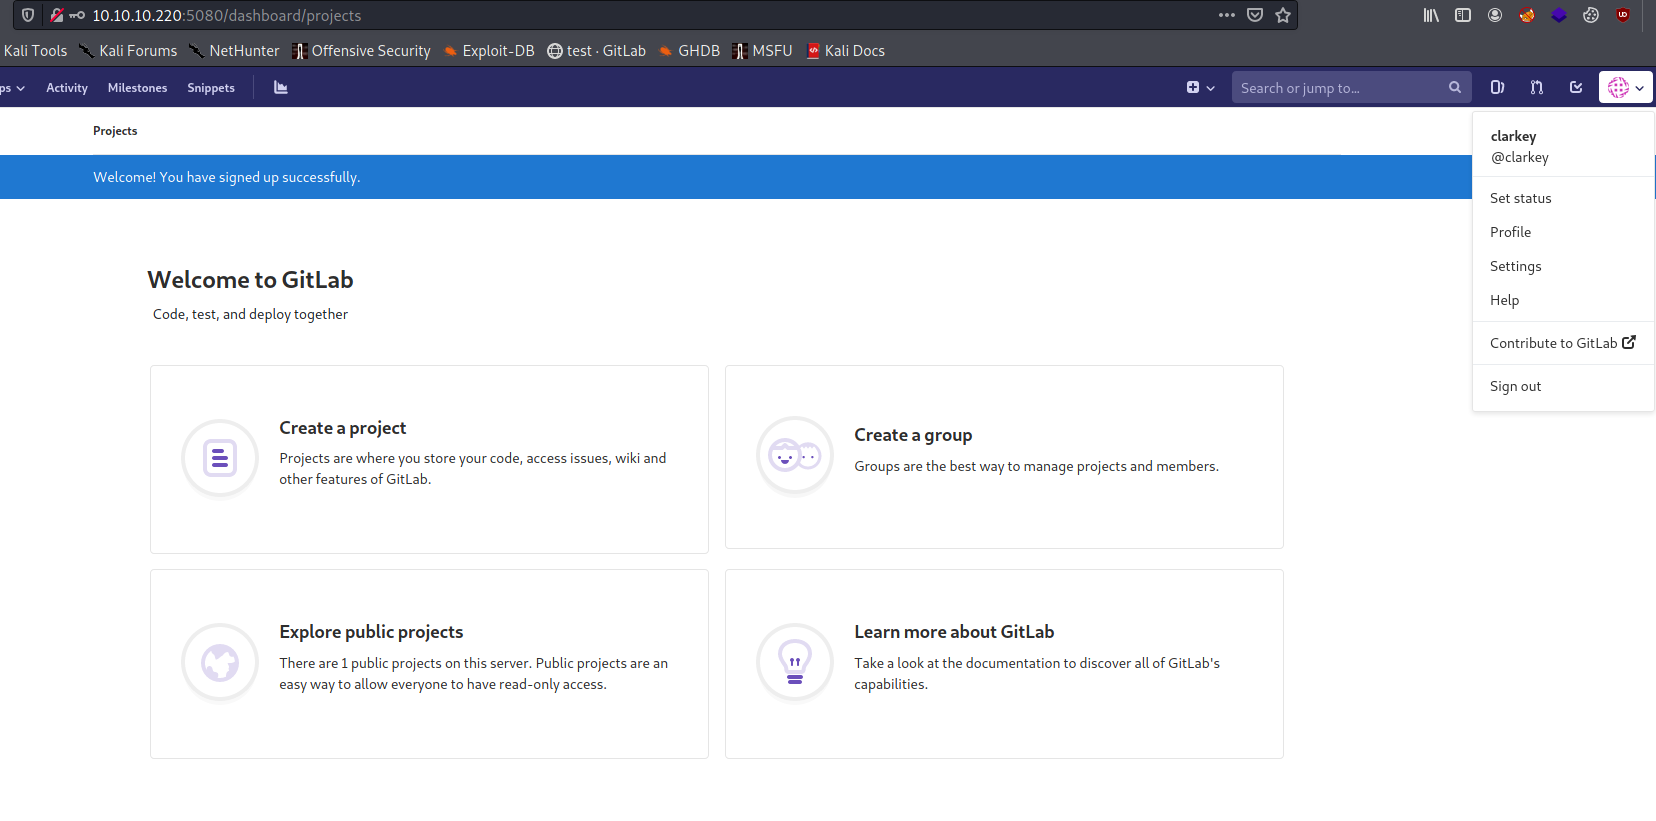 10.10.10.220:5080/dashboard/projects
Kali Tools Kali Forums NetHunter Offensive Security Exploit-DB test · GitLab GHDB MSFU Kali Docs
ps Activity Milestones Snippets Search or jump to…
Projects
Welcome! You have signed up successfully.
clarkey
@clarkey
Set status
Profile
Settings
Help
Contribute to GitLab
Sign out
Welcome to GitLab
Code, test, and deploy together
Create a project
Projects are where you store your code, access issues, wiki and
other features of GitLab.
Create a group
Groups are the best way to manage projects and members.
Explore public projects
There are 1 public projects on this server. Public projects are an
easy way to allow everyone to have read-only access.
Learn more about GitLab
Take a look at the documentation to discover all of GitLab's
capabilities.